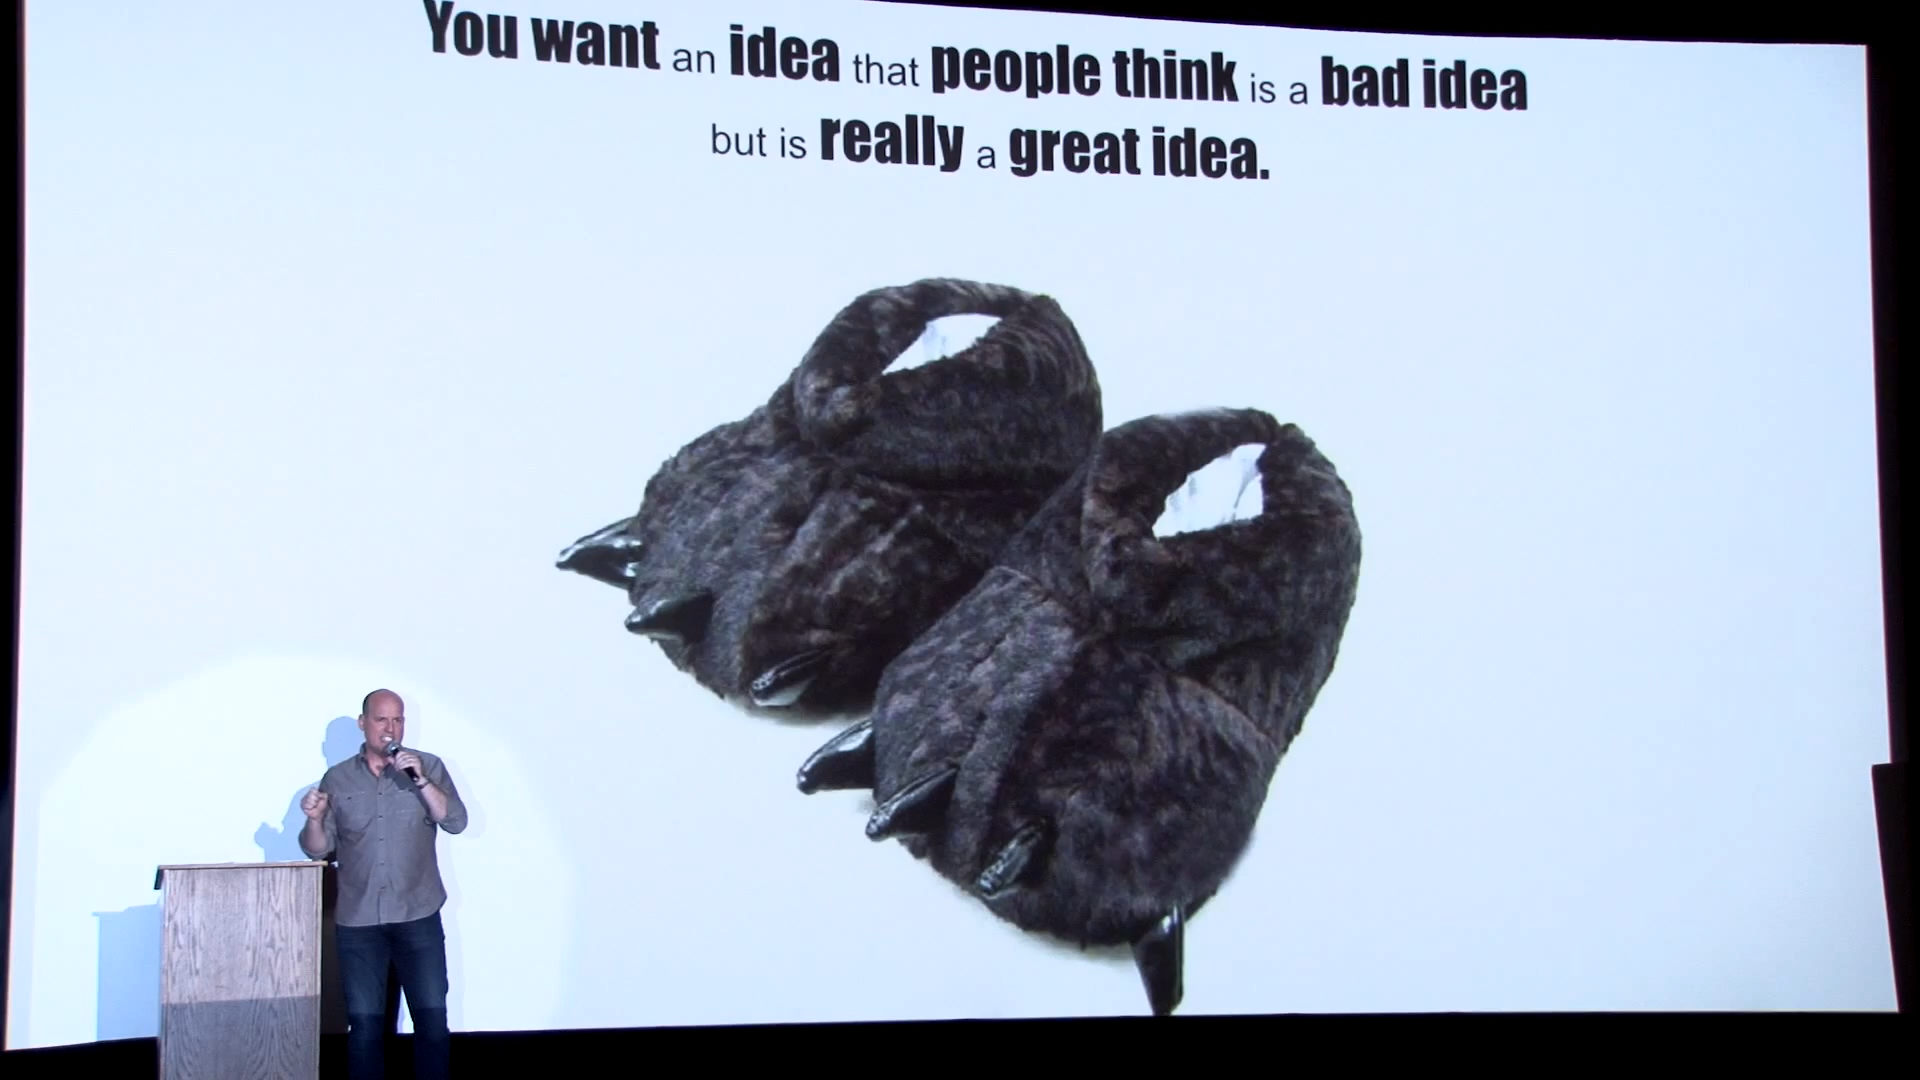 You want an idea that people think is a bad idea
but is really a great idea.